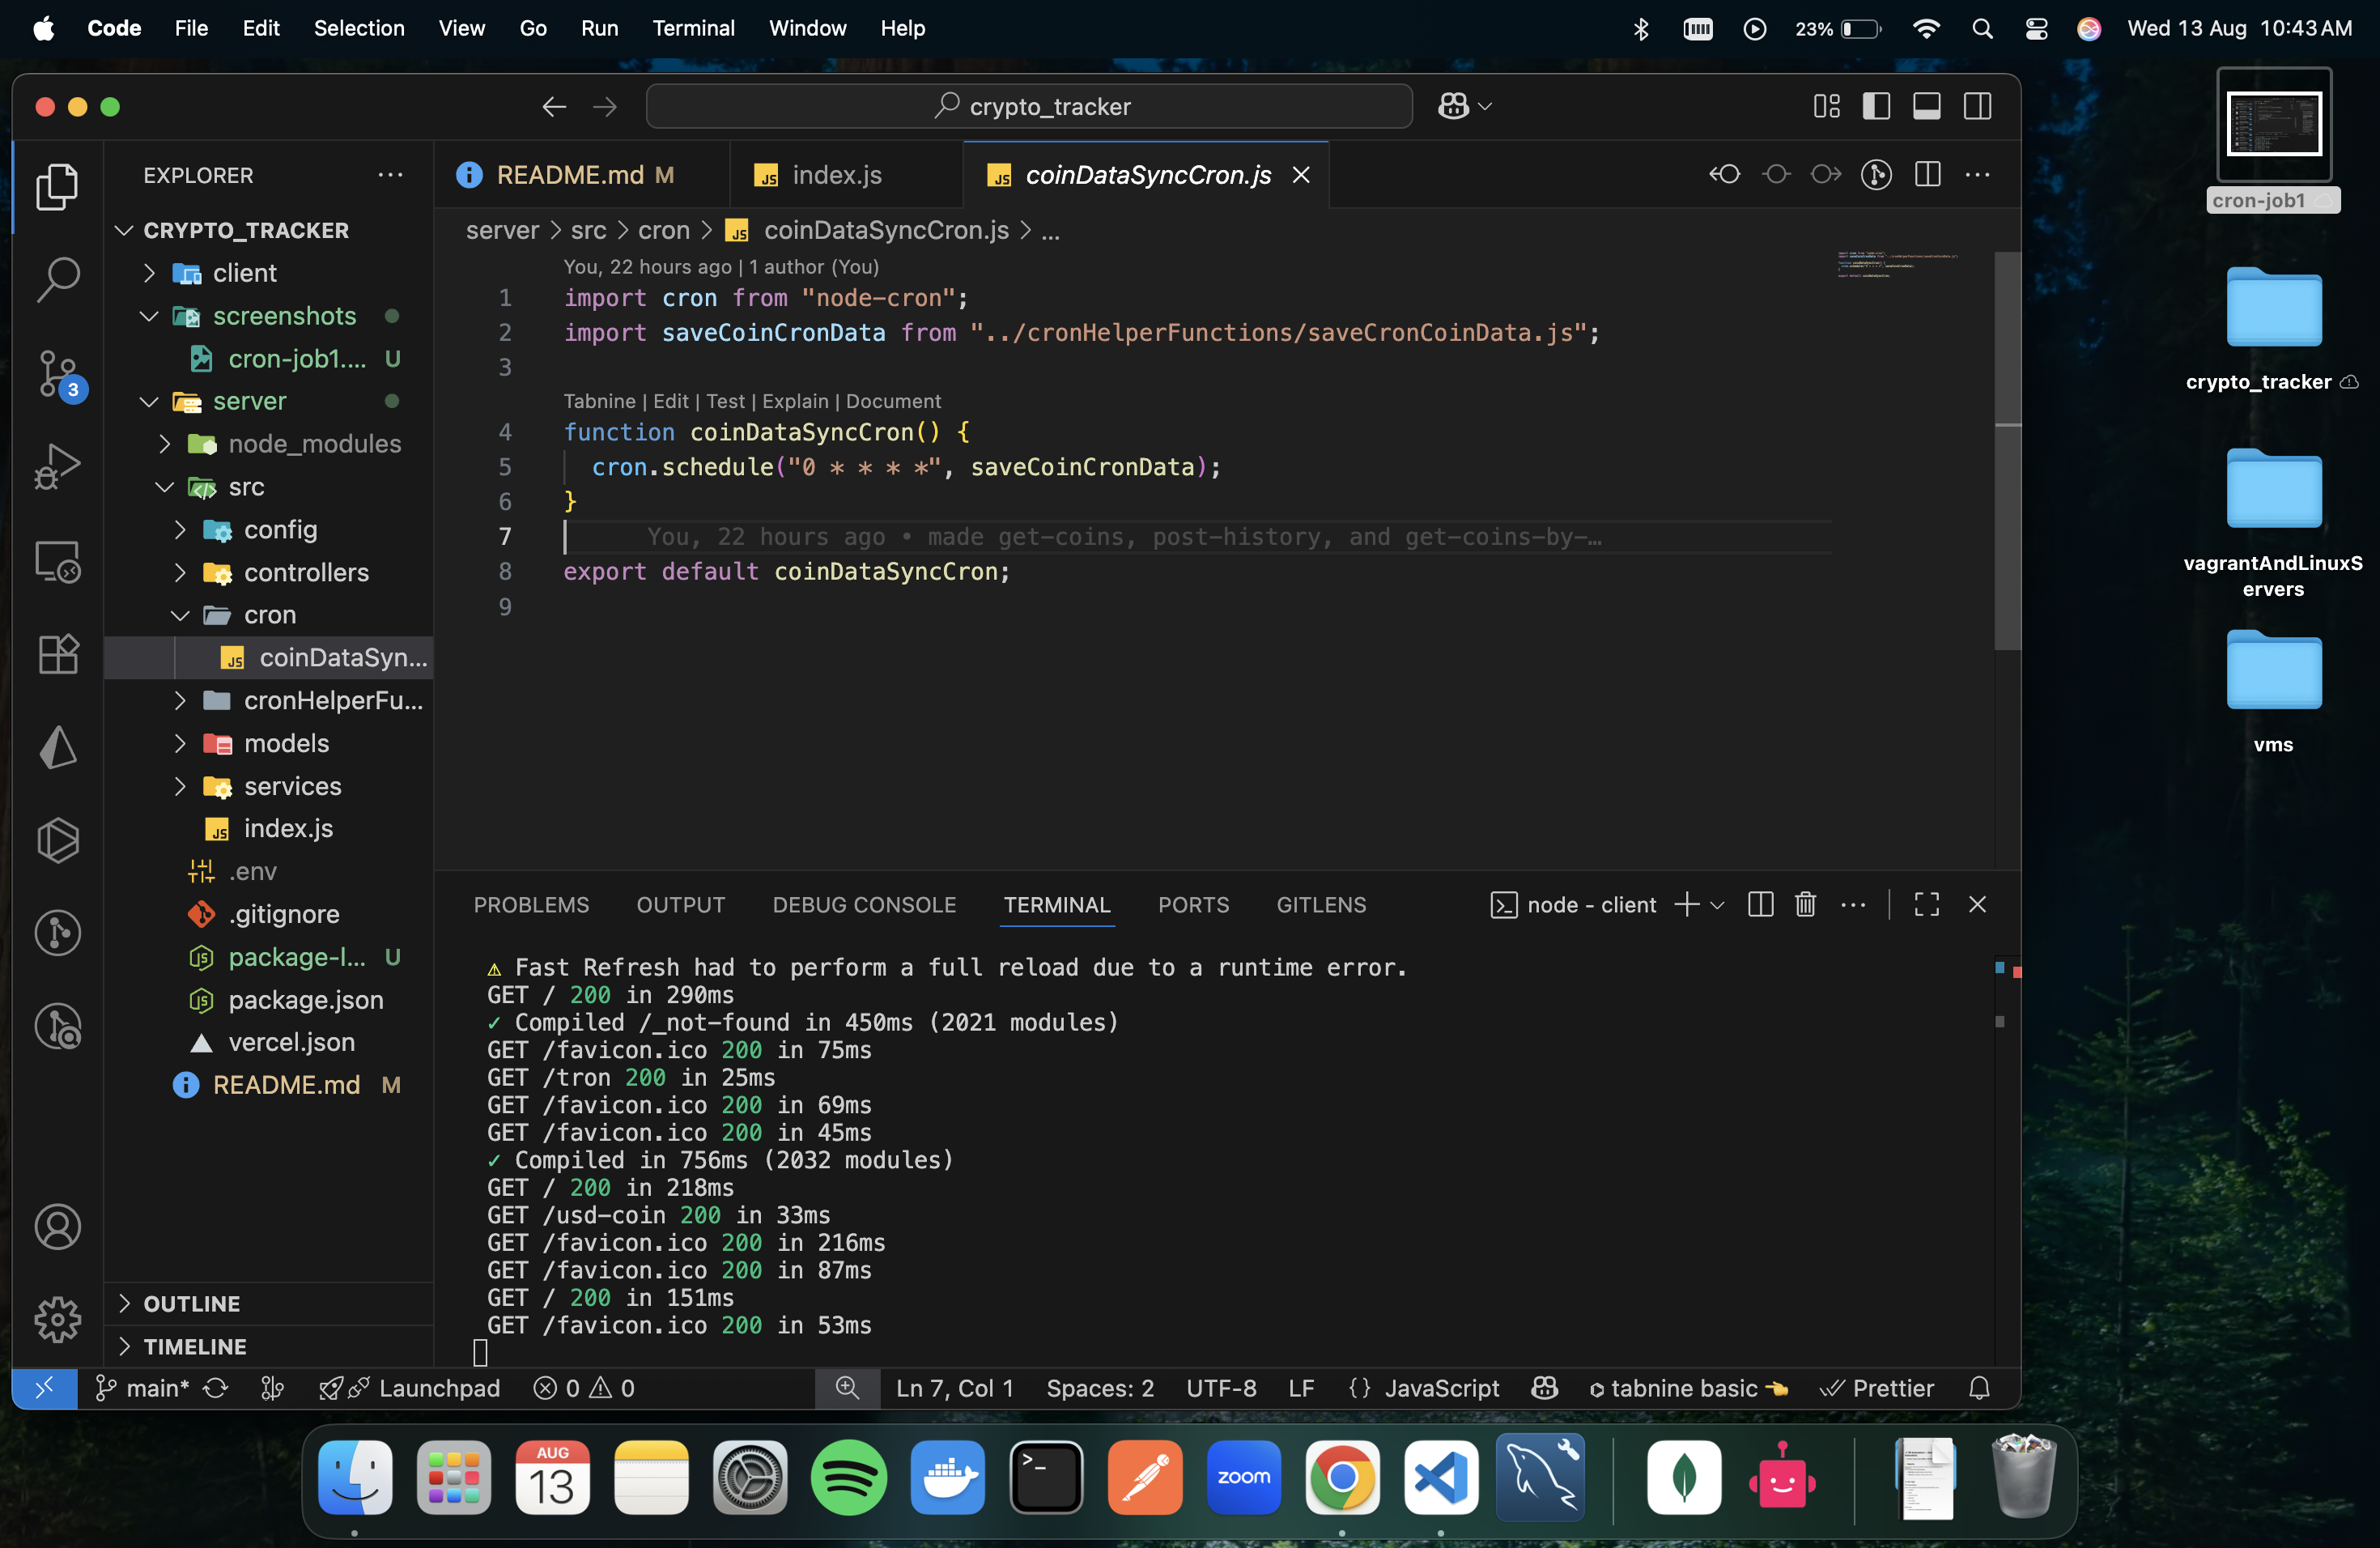 Code File Edit Selection View Go Run Terminal Window Help 23% Wed 13 Aug 10:43 AM
crypto_tracker
EXPLORER
CRYPTO_TRACKER
client
screenshots
cron-job1.... U
server
node_modules
src
config
controllers
cron
coinDataSyn...
cronHelperFu...
models
services
index.js
.env
.gitignore
package-l... U
package.json
vercel.json
README.md M
OUTLINE
TIMELINE
3
README.md M index.js coinDataSyncCron.js
server > src > cron > coinDataSyncCron.js > ...
You, 22 hours ago | 1 author (You)
1 import cron from "node-cron";
2 import saveCoinCronData from "../cronHelperFunctions/saveCronCoinData.js";
3
Tabnine | Edit | Test | Explain | Document
4 function coinDataSyncCron() {
5 cron.schedule("0 * * * *", saveCoinCronData);
6 }
7 You, 22 hours ago • made get-coins, post-history, and get-coins-by-…
8 export default coinDataSyncCron;
9
PROBLEMS OUTPUT DEBUG CONSOLE TERMINAL PORTS GITLENS node - client
⚠ Fast Refresh had to perform a full reload due to a runtime error.
GET / 200 in 290ms
✓ Compiled /_not-found in 450ms (2021 modules)
GET /favicon.ico 200 in 75ms
GET /tron 200 in 25ms
GET /favicon.ico 200 in 69ms
GET /favicon.ico 200 in 45ms
✓ Compiled in 756ms (2032 modules)
GET / 200 in 218ms
GET /usd-coin 200 in 33ms
GET /favicon.ico 200 in 216ms
GET /favicon.ico 200 in 87ms
GET / 200 in 151ms
GET /favicon.ico 200 in 53ms
main* Launchpad 0 0 Ln 7, Col 1 Spaces: 2 UTF-8 LF {} JavaScript tabnine basic Prettier
cron-job1
crypto_tracker
vagrantAndLinuxS
ervers
vms
AUG
13
zoom